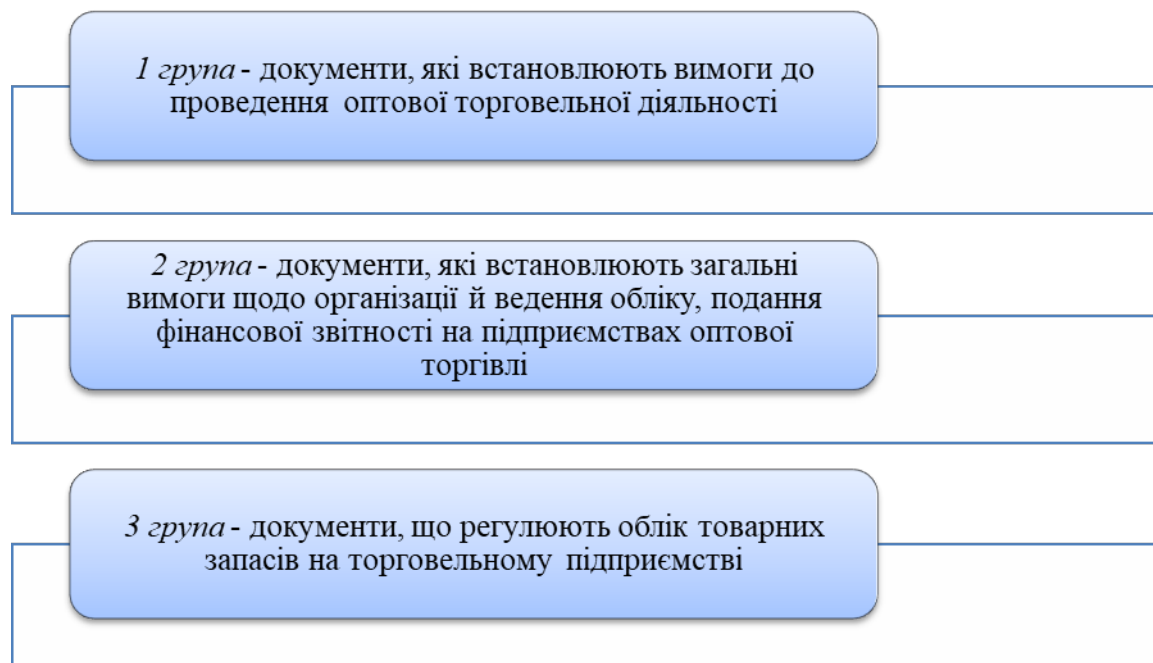 1 група - документи, які встановлюють вимоги до
проведення оптової торговельної діяльності
2 група - документи, які встановлюють загальні
вимоги щодо організації й ведення обліку, подання
фінансової звітності на підприємствах оптової
торгівлі
3 група - документи, що регулюють облік товарних
запасів на торговельному підприємстві